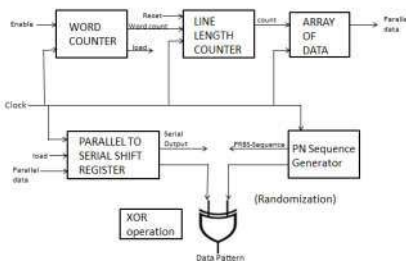 Enable
WORD
COUNTER
Word count
load
Reset
LINE
LENGTH
COUNTER
count
ARRAY
OF
DATA
Parallel
data
Clock
PARALLEL TO
SERIAL SHIFT
REGISTER
load
Parallel
data
Serial
Output
PRBS-Sequence
PN Sequence
Generator
(Randomization)
XOR
operation
Data Pattern